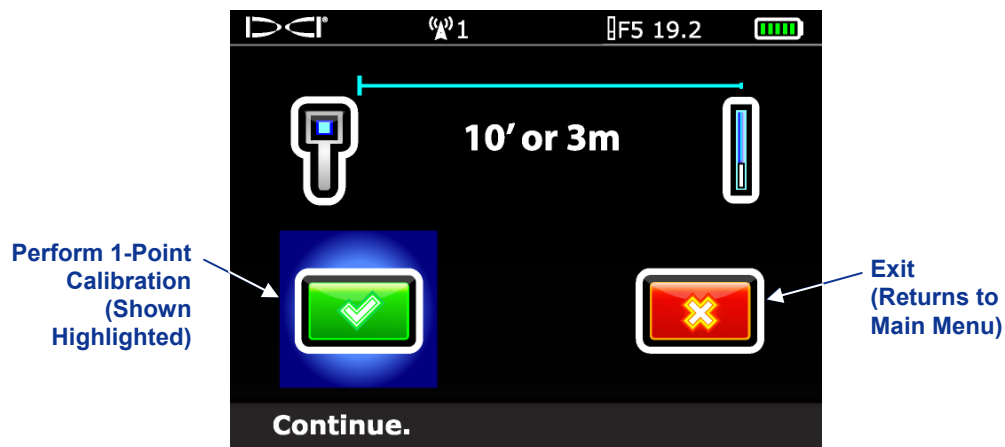 DCI®
1
F5 19.2
10′ or 3m
Perform 1-Point
Calibration
(Shown
Highlighted)
Exit
(Returns to
Main Menu)
Continue.